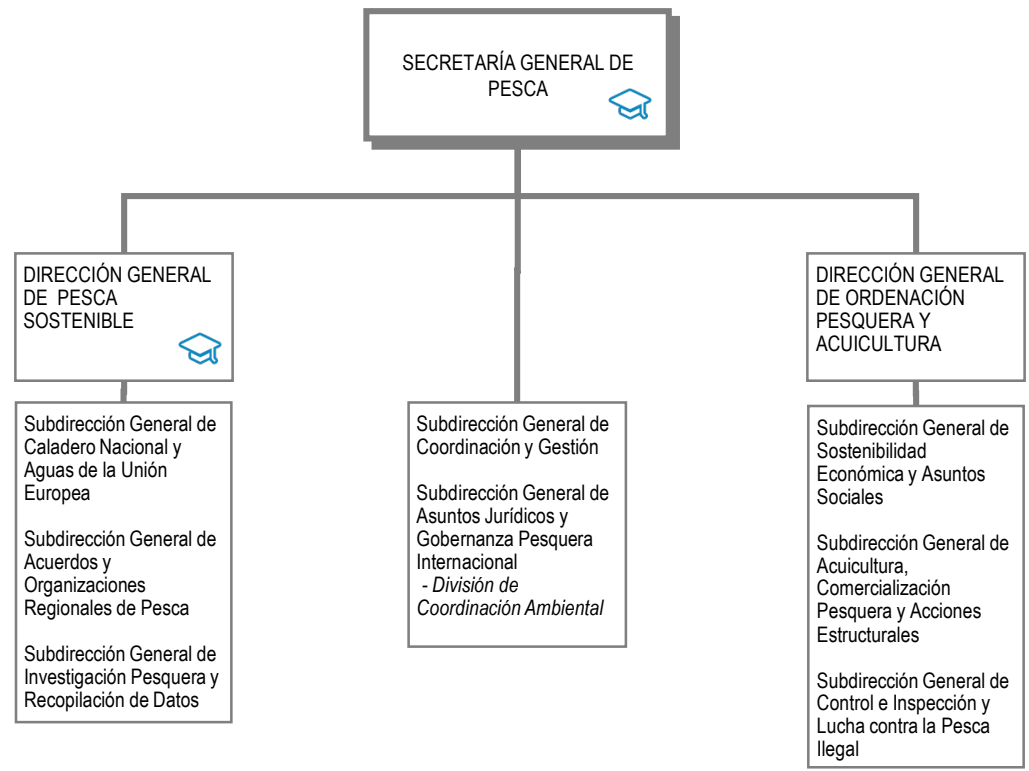 SECRETARÍA GENERAL DE
PESCA
DIRECCIÓN GENERAL
DE PESCA
SOSTENIBLE
DIRECCIÓN GENERAL
DE ORDENACIÓN
PESQUERA Y
ACUICULTURA
Subdirección General de
Caladero Nacional y
Aguas de la Unión
Europea
Subdirección General de
Acuerdos y
Organizaciones
Regionales de Pesca
Subdirección General de
Investigación Pesquera y
Recopilación de Datos
Subdirección General de
Coordinación y Gestión
Subdirección General de
Asuntos Jurídicos y
Gobernanza Pesquera
Internacional
- División de
Coordinación Ambiental
Subdirección General de
Sostenibilidad
Económica y Asuntos
Sociales
Subdirección General de
Acuicultura,
Comercialización
Pesquera y Acciones
Estructurales
Subdirección General de
Control e Inspección y
Lucha contra la Pesca
Ilegal